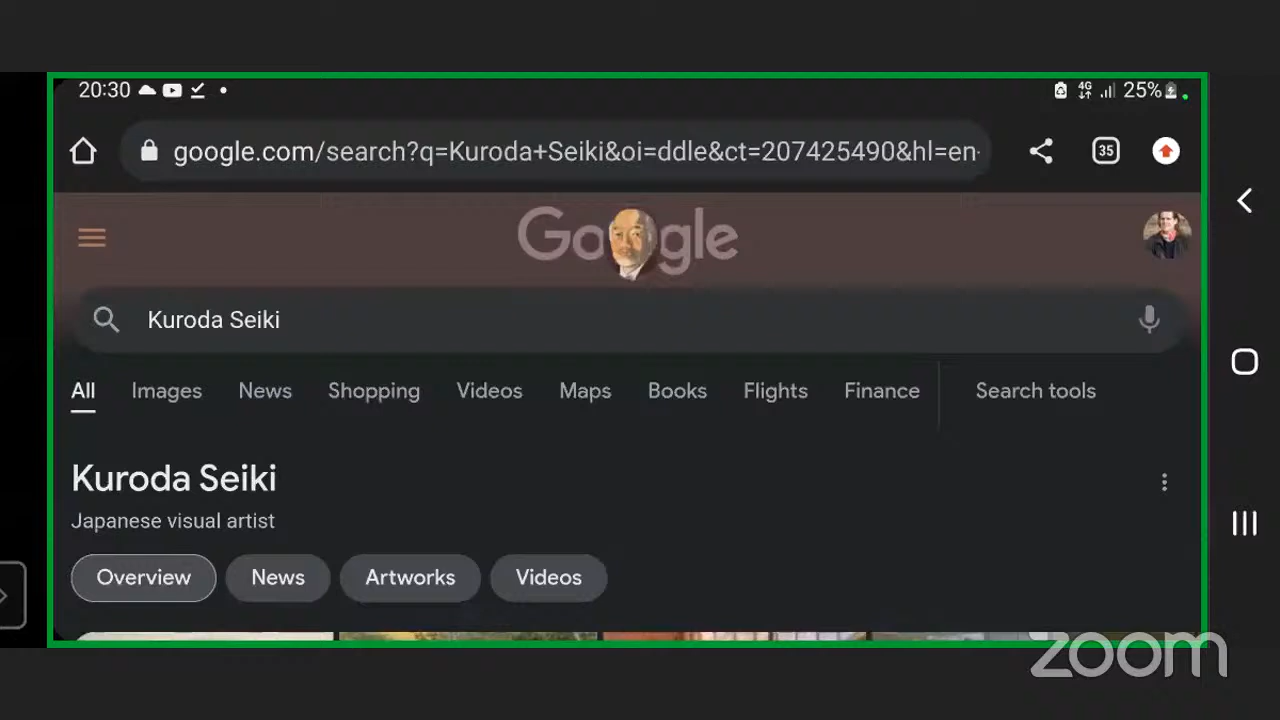 20:30 4G 25%
google.com/search?q=Kuroda+Seiki&oi=ddle&ct=207425490&hl=en-
35
Google
Kuroda Seiki
All Images News Shopping Videos Maps Books Flights Finance Search tools
Kuroda Seiki
Japanese visual artist
Overview News Artworks Videos
zoom